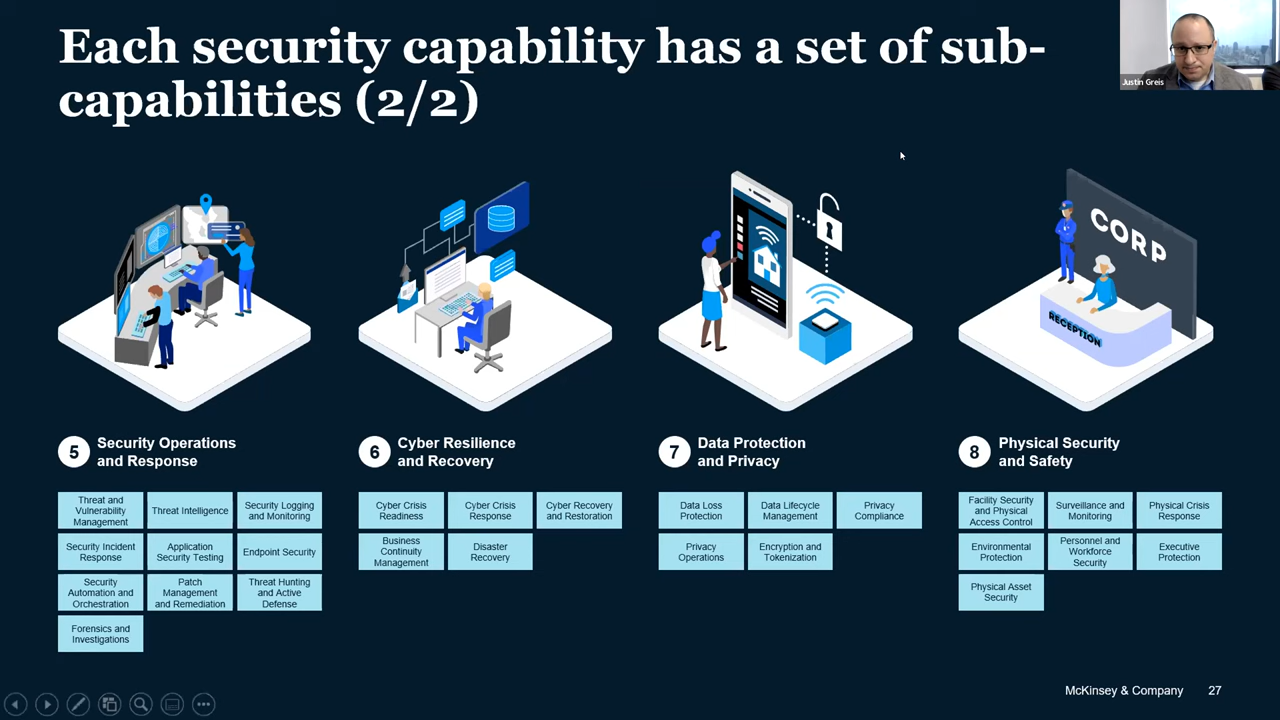 Each security capability has a set of sub-
capabilities (2/2)
Justin Greis
CORP
RECEPTION
5
Security Operations
and Response
6
Cyber Resilience
and Recovery
7
Data Protection
and Privacy
8
Physical Security
and Safety
Threat and
Vulnerability
Management
Threat Intelligence
Security Logging
and Monitoring
Security Incident
Response
Application
Security Testing
Endpoint Security
Security
Automation and
Orchestration
Patch
Management
and Remediation
Threat Hunting
and Active
Defense
Forensics and
Investigations
Cyber Crisis
Readiness
Cyber Crisis
Response
Cyber Recovery
and Restoration
Business
Continuity
Management
Disaster
Recovery
Data Loss
Protection
Data Lifecycle
Management
Privacy
Compliance
Privacy
Operations
Encryption and
Tokenization
Facility Security
and Physical
Access Control
Surveillance and
Monitoring
Physical Crisis
Response
Environmental
Protection
Personnel and
Workforce
Security
Executive
Protection
Physical Asset
Security
McKinsey & Company
27